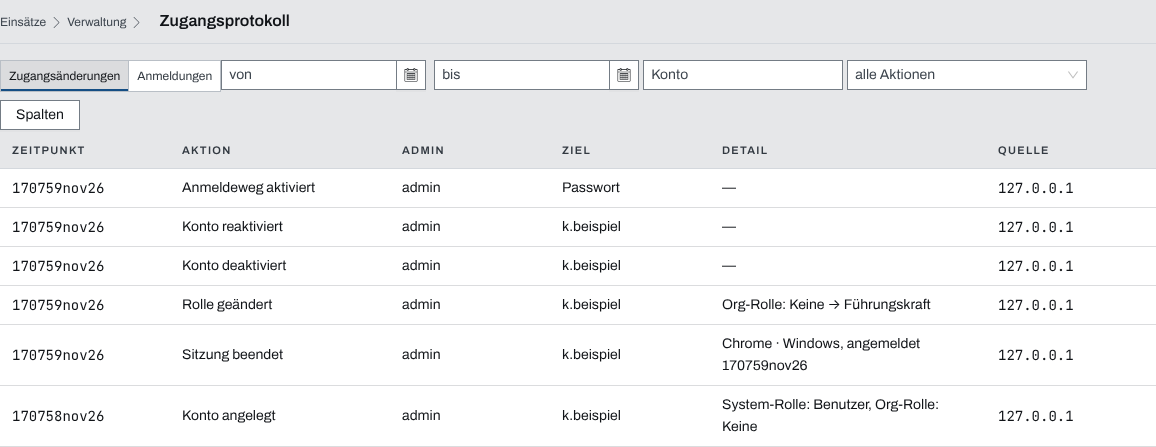 Einsätze > Verwaltung > Zugangsprotokoll
Zugangsänderungen Anmeldungen von bis Konto alle Aktionen
Spalten
ZEITPUNKT AKTION ADMIN ZIEL DETAIL QUELLE
170759nov26 Anmeldeweg aktiviert admin Passwort — 127.0.0.1
170759nov26 Konto reaktiviert admin k.beispiel — 127.0.0.1
170759nov26 Konto deaktiviert admin k.beispiel — 127.0.0.1
170759nov26 Rolle geändert admin k.beispiel Org-Rolle: Keine → Führungskraft 127.0.0.1
170759nov26 Sitzung beendet admin k.beispiel Chrome · Windows, angemeldet 127.0.0.1
170759nov26
170758nov26 Konto angelegt admin k.beispiel System-Rolle: Benutzer, Org-Rolle: 127.0.0.1
Keine